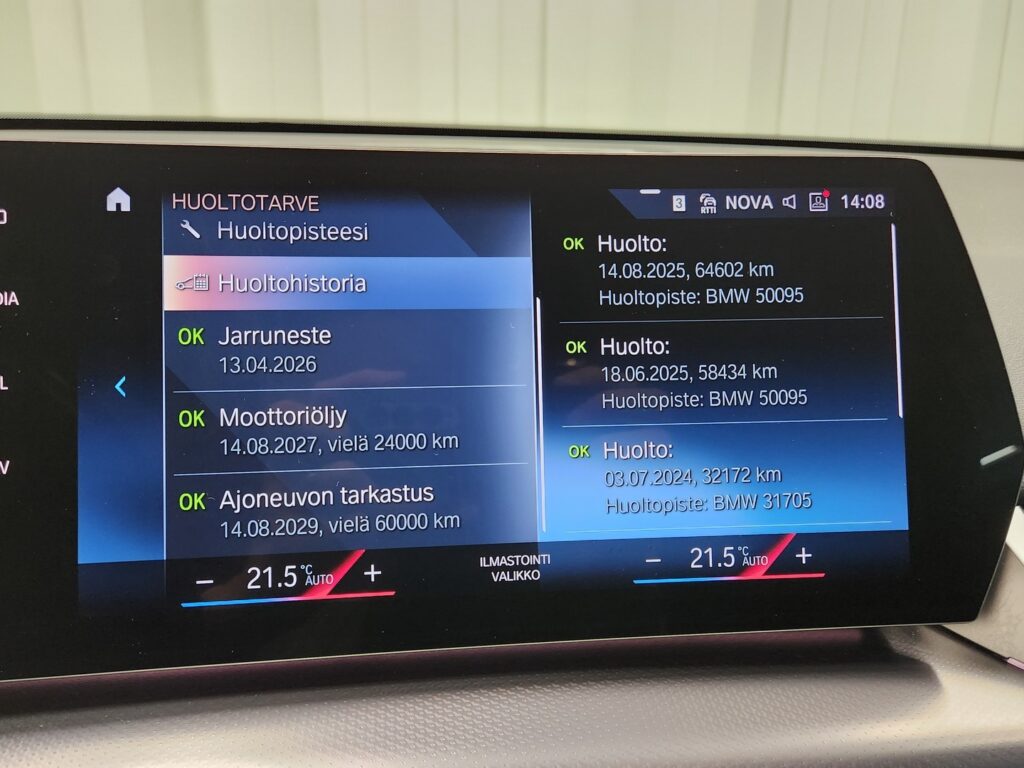 HUOLTOTARVE
Huoltopisteesi
Huoltohistoria
OK Jarruneste
13.04.2026
OK Moottoriöljy
14.08.2027, vielä 24000 km
OK Ajoneuvon tarkastus
14.08.2029, vielä 60000 km
3 RTTI NOVA 14:08
OK Huolto:
14.08.2025, 64602 km
Huoltopiste: BMW 50095
OK Huolto:
18.06.2025, 58434 km
Huoltopiste: BMW 50095
OK Huolto:
03.07.2024, 32172 km
Huoltopiste: BMW 31705
− 21.5 °C AUTO +
ILMASTOINTI
VALIKKO
− 21.5 °C AUTO +